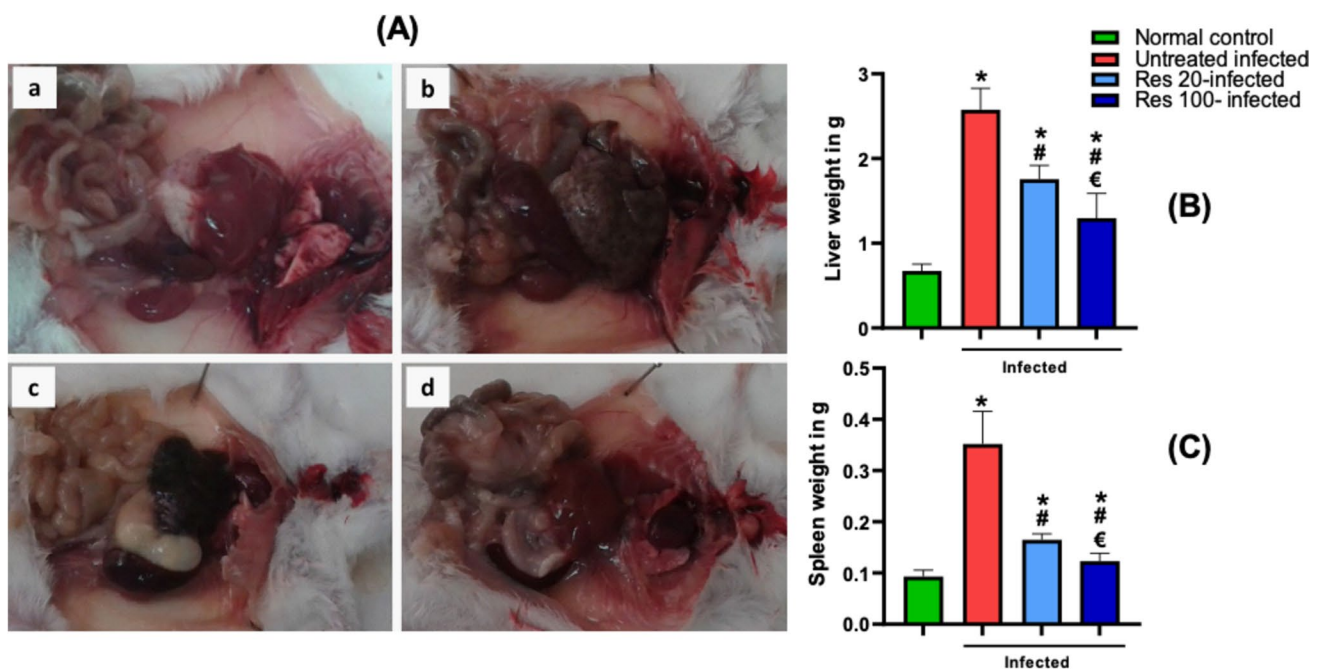 (A)
a
b
c
d
Normal control
Untreated infected
Res 20-infected
Res 100- infected
Liver weight in g
3
2
1
0
*
*
#
*
#
€
Infected
(B)
Spleen weight in g
0.5
0.4
0.3
0.2
0.1
0.0
*
*
#
*
#
€
Infected
(C)